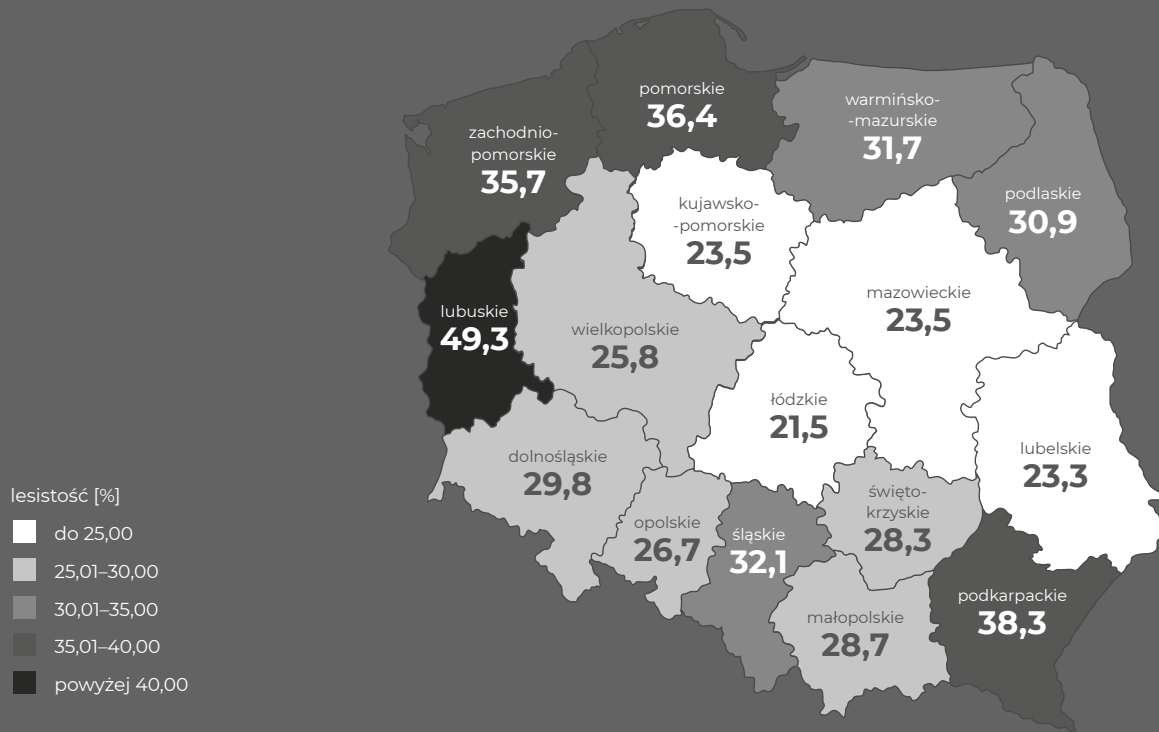 pomorskie
36,4
warmińsko-
-mazurskie
31,7
zachodnio-
pomorskie
35,7
podlaskie
30,9
kujawsko-
-pomorskie
23,5
mazowieckie
23,5
lubuskie
49,3
wielkopolskie
25,8
łódzkie
21,5
lubelskie
23,3
dolnośląskie
29,8
święto-
krzyskie
28,3
opolskie
26,7
śląskie
32,1
podkarpackie
38,3
małopolskie
28,7
lesistość [%]
do 25,00
25,01–30,00
30,01–35,00
35,01–40,00
powyżej 40,00